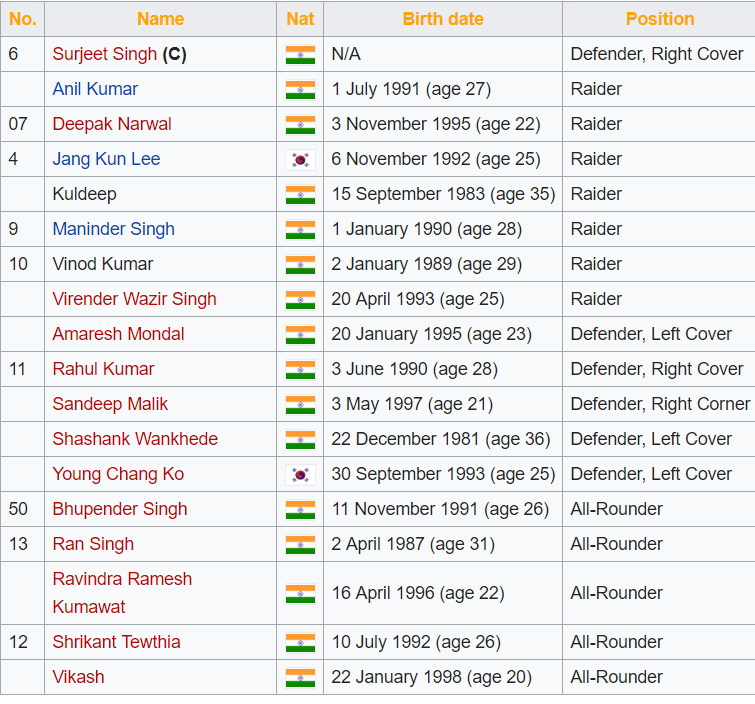 No. Name Nat Birth date Position
6 Surjeet Singh (C) N/A Defender, Right Cover
Anil Kumar 1 July 1991 (age 27) Raider
07 Deepak Narwal 3 November 1995 (age 22) Raider
4 Jang Kun Lee 6 November 1992 (age 25) Raider
Kuldeep 15 September 1983 (age 35) Raider
9 Maninder Singh 1 January 1990 (age 28) Raider
10 Vinod Kumar 2 January 1989 (age 29) Raider
Virender Wazir Singh 20 April 1993 (age 25) Raider
Amaresh Mondal 20 January 1995 (age 23) Defender, Left Cover
11 Rahul Kumar 3 June 1990 (age 28) Defender, Right Cover
Sandeep Malik 3 May 1997 (age 21) Defender, Right Corner
Shashank Wankhede 22 December 1981 (age 36) Defender, Left Cover
Young Chang Ko 30 September 1993 (age 25) Defender, Left Cover
50 Bhupender Singh 11 November 1991 (age 26) All-Rounder
13 Ran Singh 2 April 1987 (age 31) All-Rounder
Ravindra Ramesh
Kumawat 16 April 1996 (age 22) All-Rounder
12 Shrikant Tewthia 10 July 1992 (age 26) All-Rounder
Vikash 22 January 1998 (age 20) All-Rounder